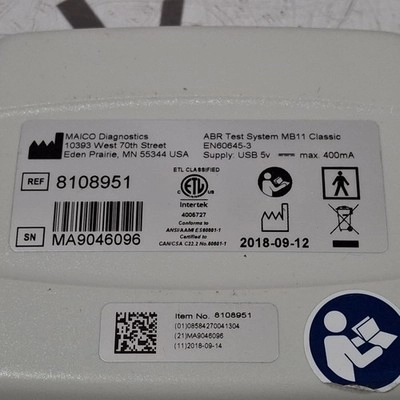 MAICO Diagnostics
10393 West 70th Street
Eden Prairie, MN 55344 USA
ABR Test System MB11 Classic
EN60645-3
Supply: USB 5v max. 400mA
REF 8108951
SN MA9046096
ETL CLASSIFIED
ETL
Intertek
4006727
Conforms to
ANSI/AAMI ES60601-1
Certified to
CAN/CSA C22.2 No.60601-1
2018-09-12
Item No. 8108951
(01)08584270041304
(21)MA9046096
(11)2018-09-14